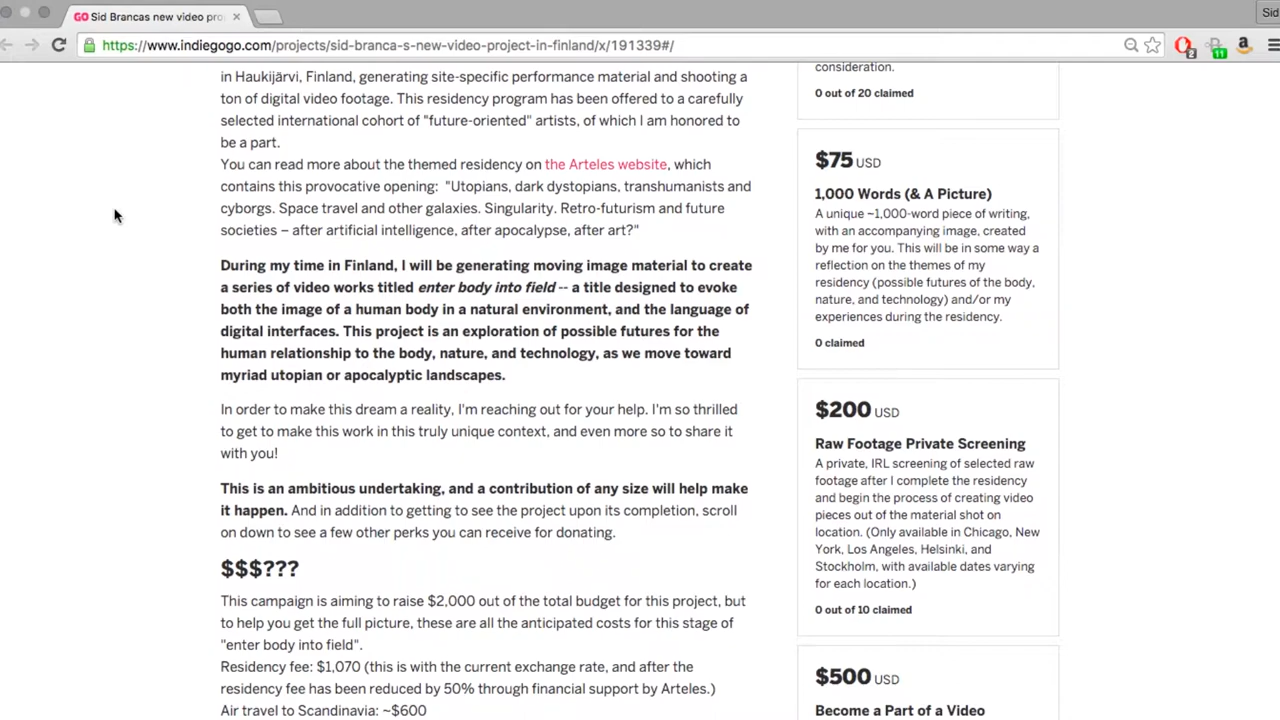 GO Sid Brancas new video pro
Sid
https://www.indiegogo.com/projects/sid-branca-s-new-video-project-in-finland/x/191339#/
2
11
in Haukijärvi, Finland, generating site-specific performance material and shooting a
ton of digital video footage. This residency program has been offered to a carefully
selected international cohort of "future-oriented" artists, of which I am honored to
be a part.
You can read more about the themed residency on the Arteles website, which
contains this provocative opening:  "Utopians, dark dystopians, transhumanists and
cyborgs. Space travel and other galaxies. Singularity. Retro-futurism and future
societies – after artificial intelligence, after apocalypse, after art?"
During my time in Finland, I will be generating moving image material to create
a series of video works titled enter body into field -- a title designed to evoke
both the image of a human body in a natural environment, and the language of
digital interfaces. This project is an exploration of possible futures for the
human relationship to the body, nature, and technology, as we move toward
myriad utopian or apocalyptic landscapes.
In order to make this dream a reality, I'm reaching out for your help. I'm so thrilled
to get to make this work in this truly unique context, and even more so to share it
with you!
This is an ambitious undertaking, and a contribution of any size will help make
it happen. And in addition to getting to see the project upon its completion, scroll
on down to see a few other perks you can receive for donating.
$$$???
This campaign is aiming to raise $2,000 out of the total budget for this project, but
to help you get the full picture, these are all the anticipated costs for this stage of
"enter body into field".
Residency fee: $1,070 (this is with the current exchange rate, and after the
residency fee has been reduced by 50% through financial support by Arteles.)
Air travel to Scandinavia: ~$600
consideration.
0 out of 20 claimed
$75 USD
1,000 Words (& A Picture)
A unique ~1,000-word piece of writing,
with an accompanying image, created
by me for you. This will be in some way a
reflection on the themes of my
residency (possible futures of the body,
nature, and technology) and/or my
experiences during the residency.
0 claimed
$200 USD
Raw Footage Private Screening
A private, IRL screening of selected raw
footage after I complete the residency
and begin the process of creating video
pieces out of the material shot on
location. (Only available in Chicago, New
York, Los Angeles, Helsinki, and
Stockholm, with available dates varying
for each location.)
0 out of 10 claimed
$500 USD
Become a Part of a Video